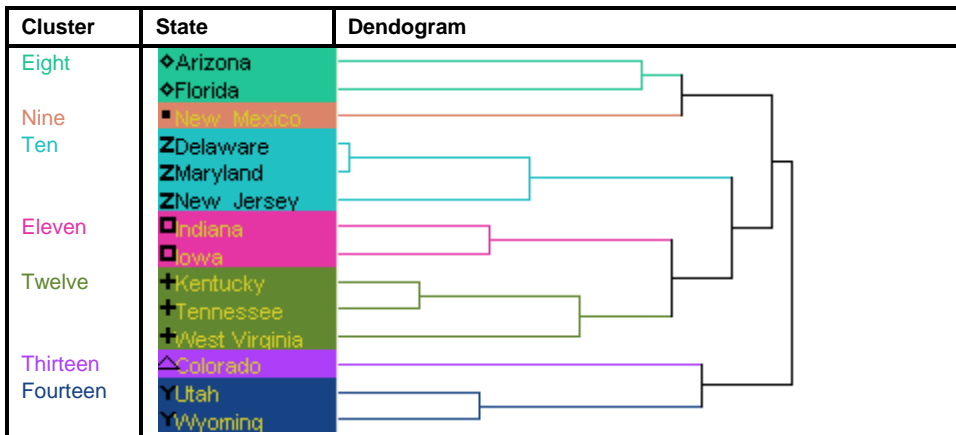 Cluster State Dendogram
Eight Arizona
Florida
Nine New Mexico
Ten Delaware
Maryland
New Jersey
Eleven Indiana
Iowa
Twelve Kentucky
Tennessee
West Virginia
Thirteen Colorado
Fourteen Utah
Wyoming